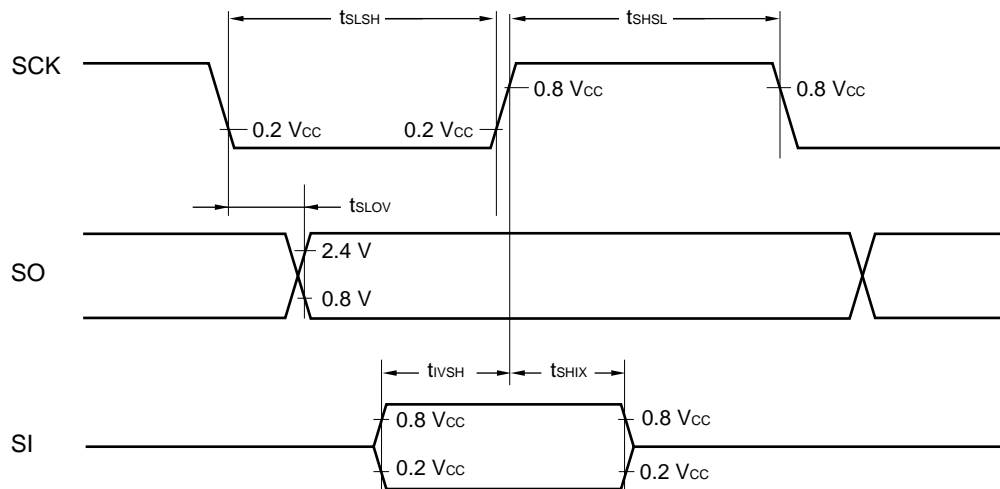 tSLSH
tSHSL
SCK
0.8 VCC
0.8 VCC
0.2 VCC
0.2 VCC
tSLOV
2.4 V
SO
0.8 V
tIVSH
tSHIX
0.8 VCC
0.8 VCC
SI
0.2 VCC
0.2 VCC